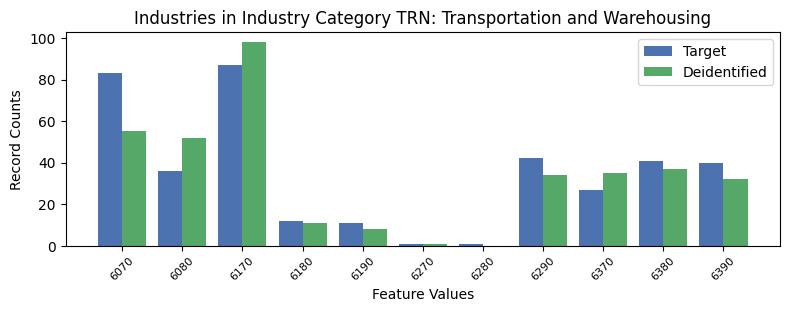 Industries in Industry Category TRN: Transportation and Warehousing
Record Counts
100
80
60
40
20
0
Target
Deidentified
6070 6080 6170 6180 6190 6270 6280 6290 6370 6380 6390
Feature Values